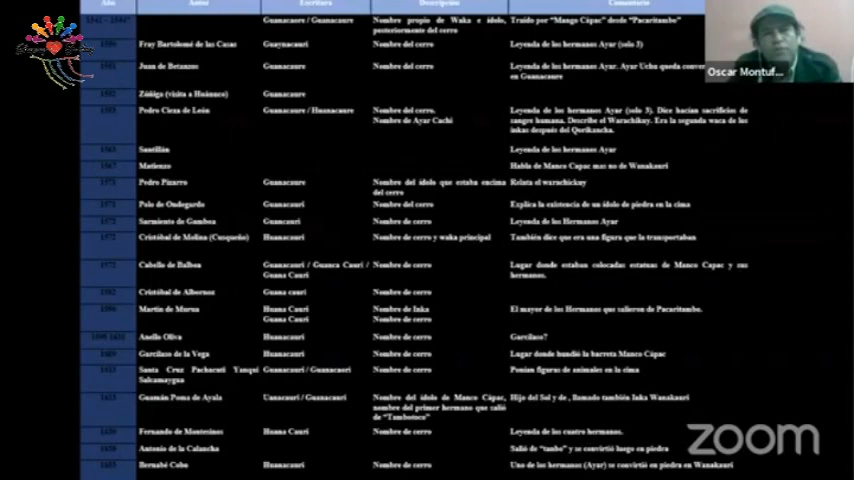 Año Autor Escritura Descripción Comentario
Guanacaore / Guanacaure Nombre propio de Waka e ídolo, posteriormente del cerro Traído por “Mango Cápac” desde “Pacaritambo”
Fray Bartolomé de las Casas Guaynacauri Nombre del cerro Leyenda de los hermanos Ayar (solo 3)
Juan de Betanzos Guanacaure Nombre del cerro Leyenda de los hermanos Ayar. Ayar Uchu queda
en Guanacaure
Zúñiga (visita a Huánuco) Guanacaure
Pedro Cieza de León Guanacaure / Huanacaure Nombre del cerro. Leyenda de los hermanos Ayar (solo 3). Dice hacían sacrificios de
Nombre de Ayar Cachi sangre humana. Describe el Warachikuy. Era la segunda waca de los
inkas después del Qorikancha.
Santillán Leyenda de los hermanos Ayar
Matienzo Habla de Manco Capac mas no de Wanakauri
1571 Pedro Pizarro Guanacaure Nombre del ídolo que estaba encima Relata el warachickuy
del cerro
1571 Polo de Ondegardo Guanacauri Nombre del cerro Explica la existencia de un ídolo de piedra en la cima
1572 Sarmiento de Gamboa Guancauri Nombre de cerro Leyenda de los Hermanos Ayar
1572 Cristóbal de Molina (Cusqueño) Huanacauri Nombre de cerro y waka principal También dice que era una figura que la transportaban
Cabello de Balboa Guanacauri / Guanca Cauri / Nombre de cerro Lugar donde estaban colocadas estatuas de Manco Capac y sus
Guana Cauri hermanos.
Cristóbal de Albornoz Guana cauri Nombre de cerro
Martín de Murua Huana Cauri Nombre de Inka El mayor de los Hermanos que salieron de Pacaritambo.
Guana Cauri Nombre de cerro
Anello Oliva Huanacauri Nombre de cerro Garcilazo?
1609 Garcilazo de la Vega Huanacauri Nombre de cerro Lugar donde hundió la barreta Manco Cápac
Santa Cruz Pachacuti Yanqui Guanacauri / Guanacaori Nombre de cerro Ponían figuras de animales en la cima
Salcamaygua
Guamán Poma de Ayala Uanacauri / Guanacauri Nombre del ídolo de Manco Cápac, Hijo del Sol y de , llamado también Inka Wanakauri
nombre del primer hermano que salió
de “Tambotoco”
Fernando de Montesinos Huana Cauri Nombre de cerro Leyenda de los cuatro hermanos.
Antonio de la Calancha Salió de “tambo” y se convirtió luego en piedra
1653 Bernabé Cobo Huanacauri Nombre de cerro Uno de los hermanos (Ayar) se convirtió en piedra en Wanakauri
Oscar Montuf...
zoom